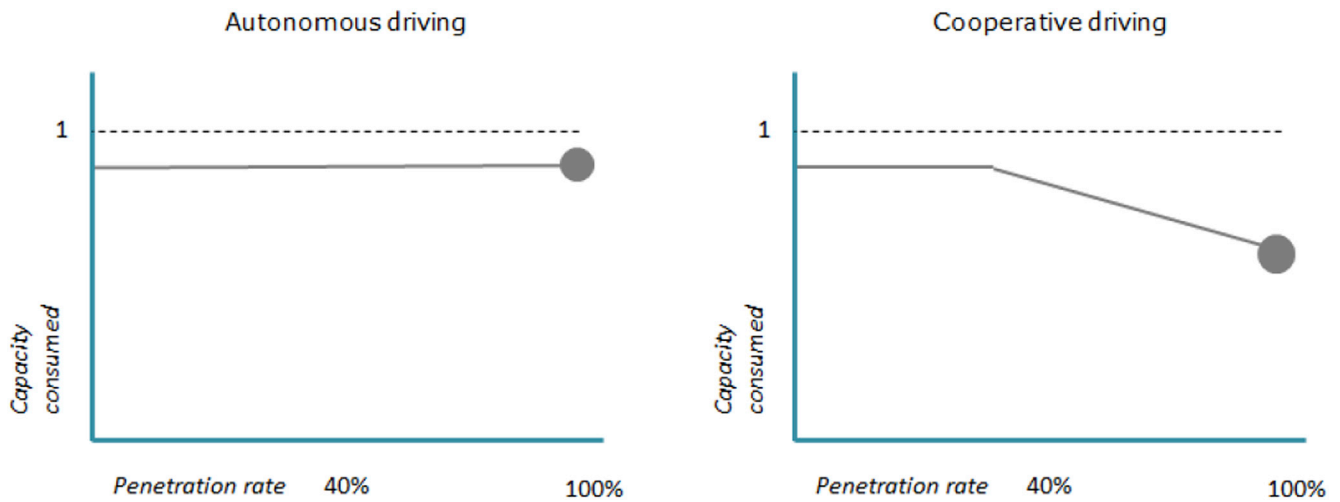 Autonomous driving
1
Capacity
consumed
Penetration rate 40% 100%
Cooperative driving
1
Capacity
consumed
Penetration rate 40% 100%